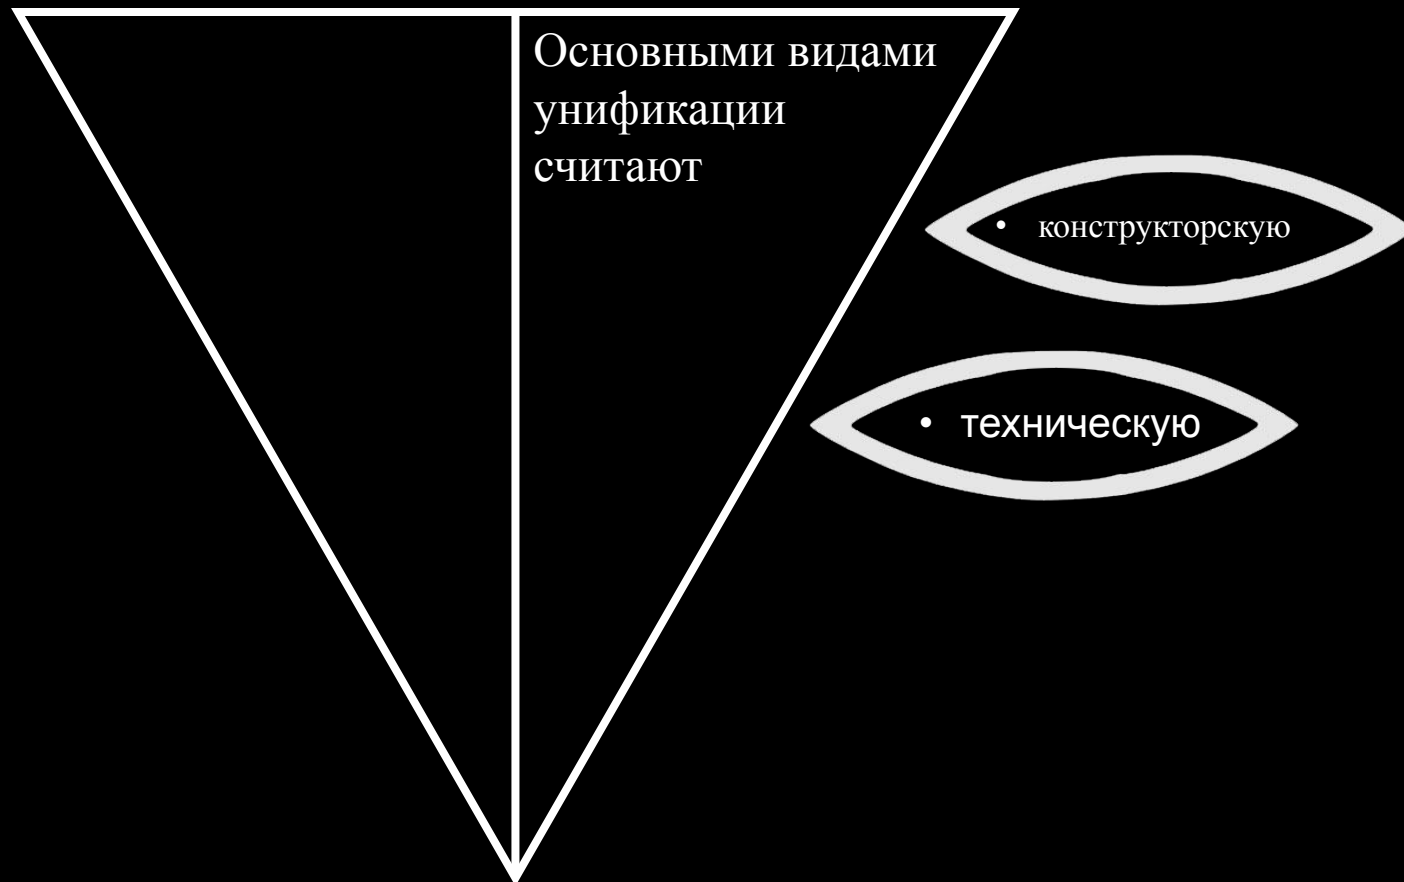 Основными видами
унификации
считают
• конструкторскую
• техническую